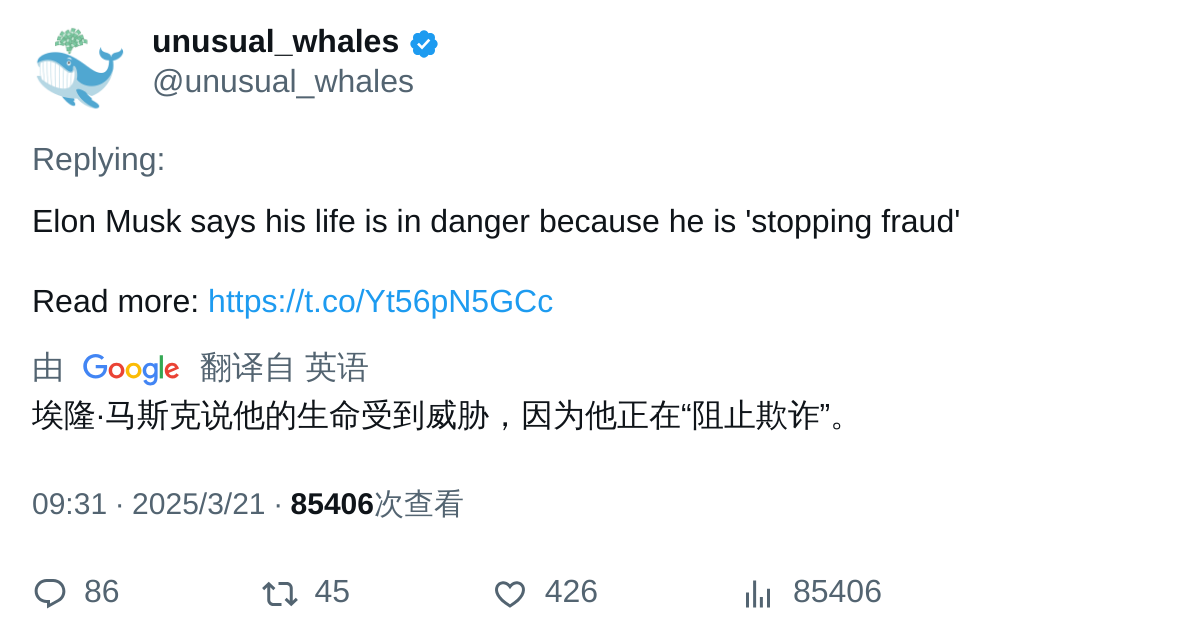 unusual_whales
@unusual_whales
Replying:
Elon Musk says his life is in danger because he is 'stopping fraud'
Read more: https://t.co/Yt56pN5GCc
由 Google 翻译自 英语
埃隆·马斯克说他的生命受到威胁，因为他正在“阻止欺诈”。
09:31 · 2025/3/21 · 85406次查看
86 45 426 85406